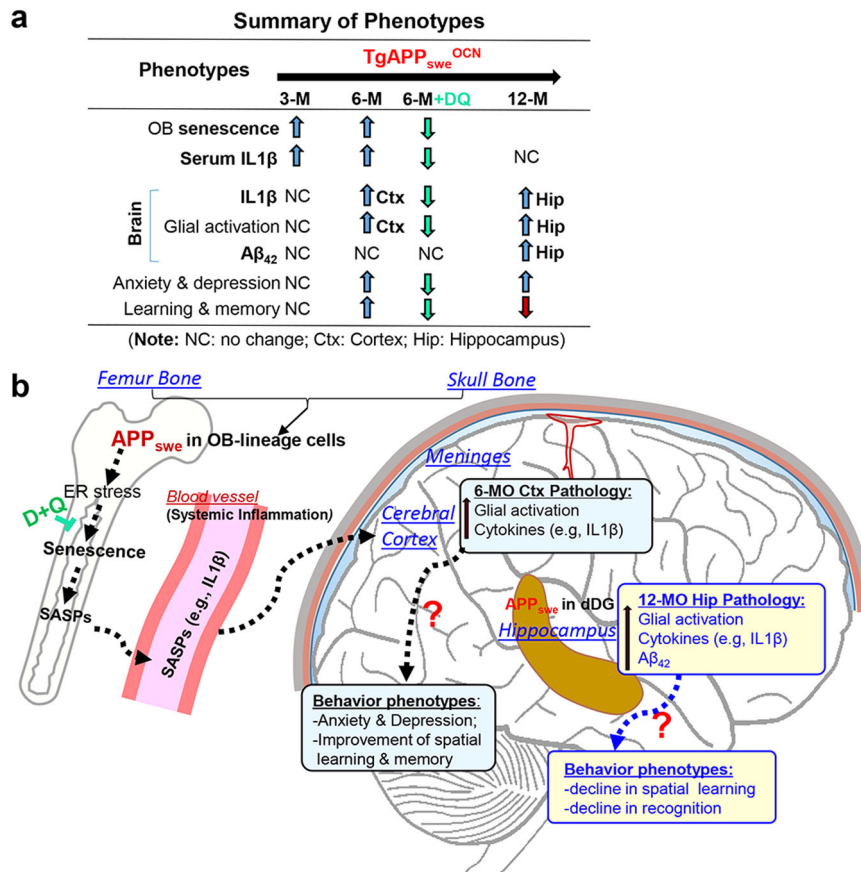 a
Summary of Phenotypes
TgAPPsweOCN
Phenotypes
3-M 6-M 6-M+DQ 12-M
OB senescence
Serum IL1β NC
Brain
IL1β NC Ctx Hip
Glial activation NC Ctx Hip
Aβ42 NC NC NC Hip
Anxiety & depression NC
Learning & memory NC
(Note: NC: no change; Ctx: Cortex; Hip: Hippocampus)
b
Femur Bone
Skull Bone
APPswe in OB-lineage cells
ER stress
D+Q
Senescence
SASPs
Blood vessel
(Systemic Inflammation)
SASPs (e.g., IL1β)
Meninges
Cerebral
Cortex
6-MO Ctx Pathology:
Glial activation
Cytokines (e.g, IL1β)
?
APPswe in dDG
Hippocampus
12-MO Hip Pathology:
Glial activation
Cytokines (e.g, IL1β)
Aβ42
?
Behavior phenotypes:
-Anxiety & Depression;
-Improvement of spatial
learning & memory
Behavior phenotypes:
-decline in spatial learning
-decline in recognition